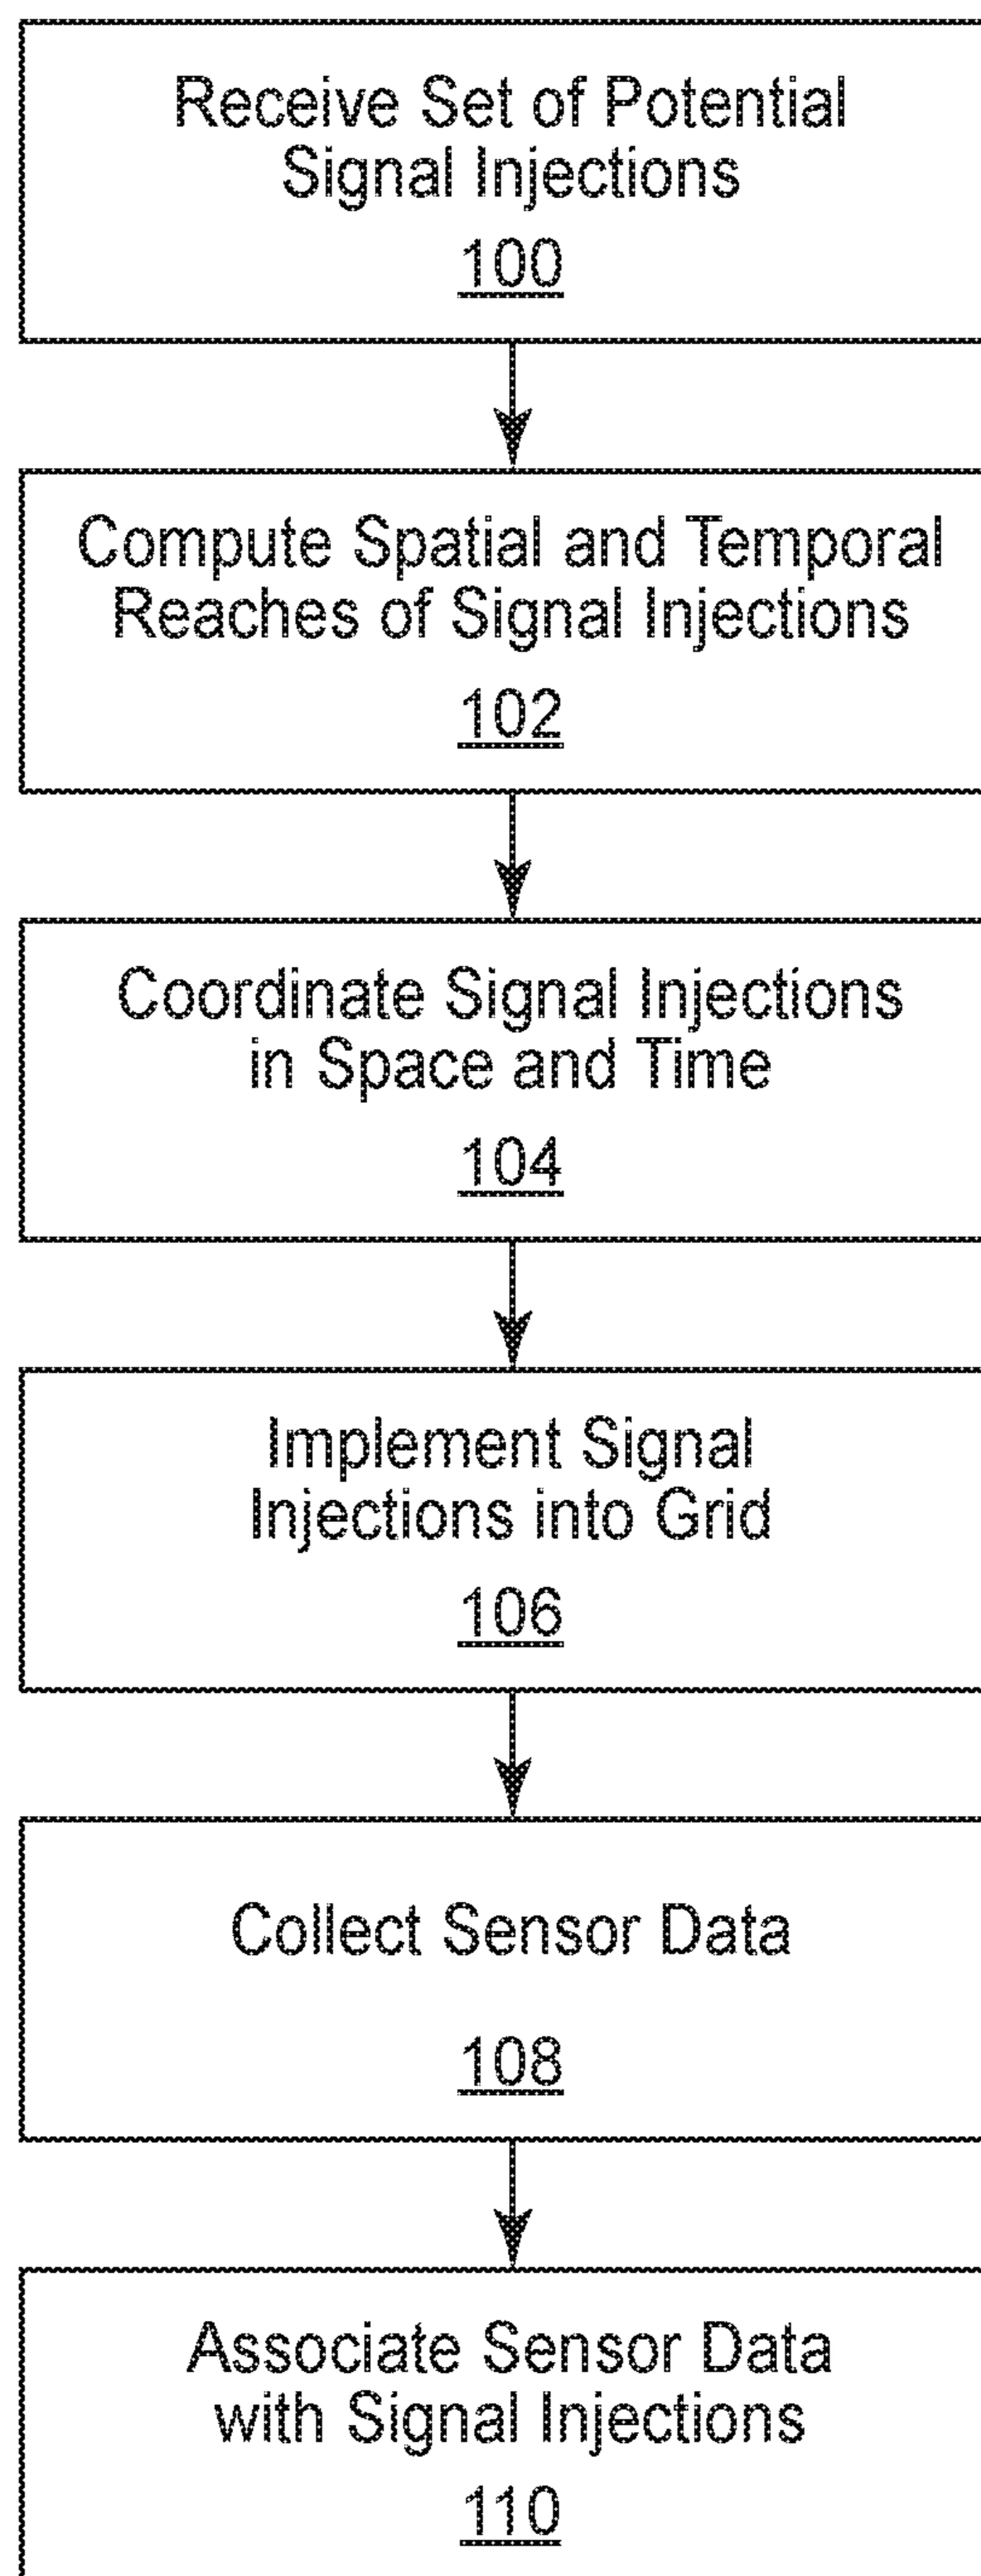 Receive Set of Potential
Signal Injections
100
Compute Spatial and Temporal
Reaches of Signal Injections
102
Coordinate Signal Injections
in Space and Time
104
Implement Signal
Injections into Grid
106
Collect Sensor Data
108
Associate Sensor Data
with Signal Injections
110